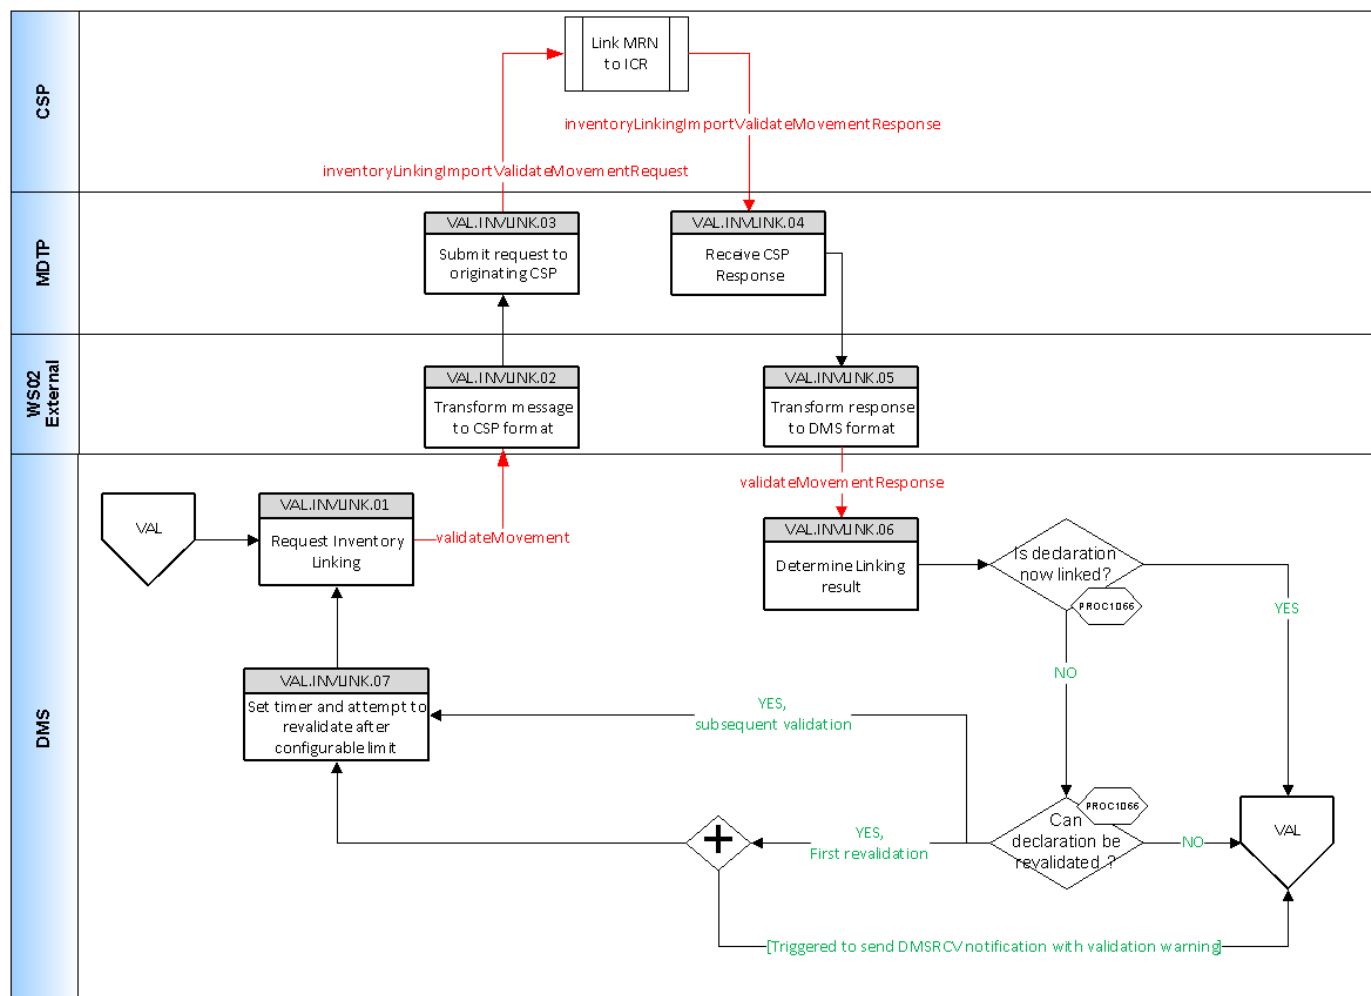 CSP
Link MRN
to ICR
inventoryLinkingImportValidateMovementResponse
inventoryLinkingImportValidateMovementRequest
MDTP
VAL.INVLINK.03
Submit request to
originating CSP
VAL.INVLINK.04
Receive CSP
Response
WS02
External
VAL.INVLINK.02
Transform message
to CSP format
VAL.INVLINK.05
Transform response
to DMS format
DMS
validateMovementResponse
VAL
VAL.INVLINK.01
Request Inventory
Linking
validateMovement
VAL.INVLINK.06
Determine Linking
result
Is declaration
now linked?
PROC1066
YES
NO
VAL.INVLINK.07
Set timer and attempt to
revalidate after
configurable limit
YES,
subsequent validation
PROC1066
Can
declaration be
revalidated ?
YES,
First revalidation
NO
VAL
[Triggered to send DMSRCV notification with validation warning]